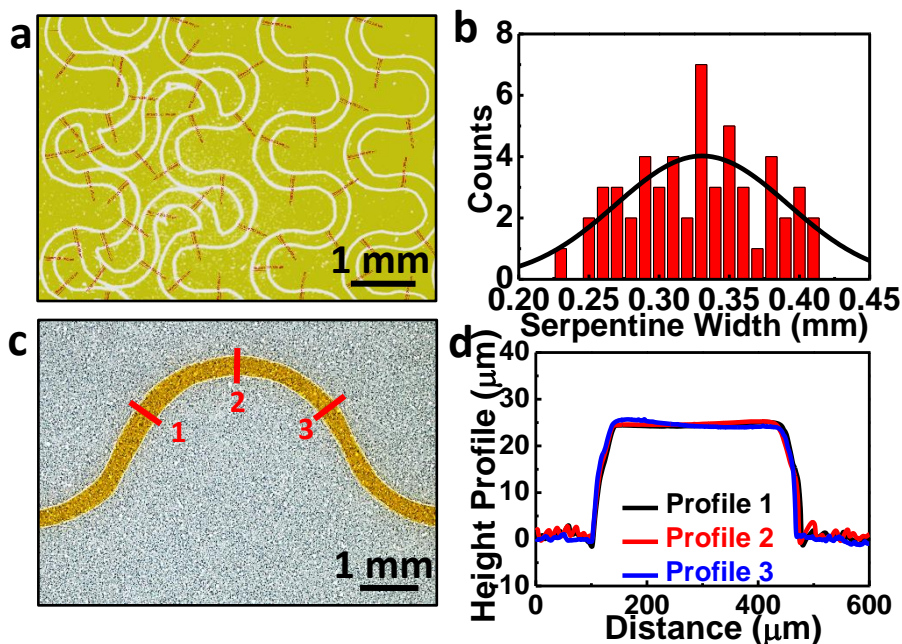 a
1 mm
b
Counts
8
6
4
2
0
0.20 0.25 0.30 0.35 0.40 0.45
Serpentine Width (mm)
c
1
2
3
1 mm
d
Height Profile (μm)
40
30
20
10
0
10
Profile 1
Profile 2
Profile 3
0 200 400 600
Distance (μm)